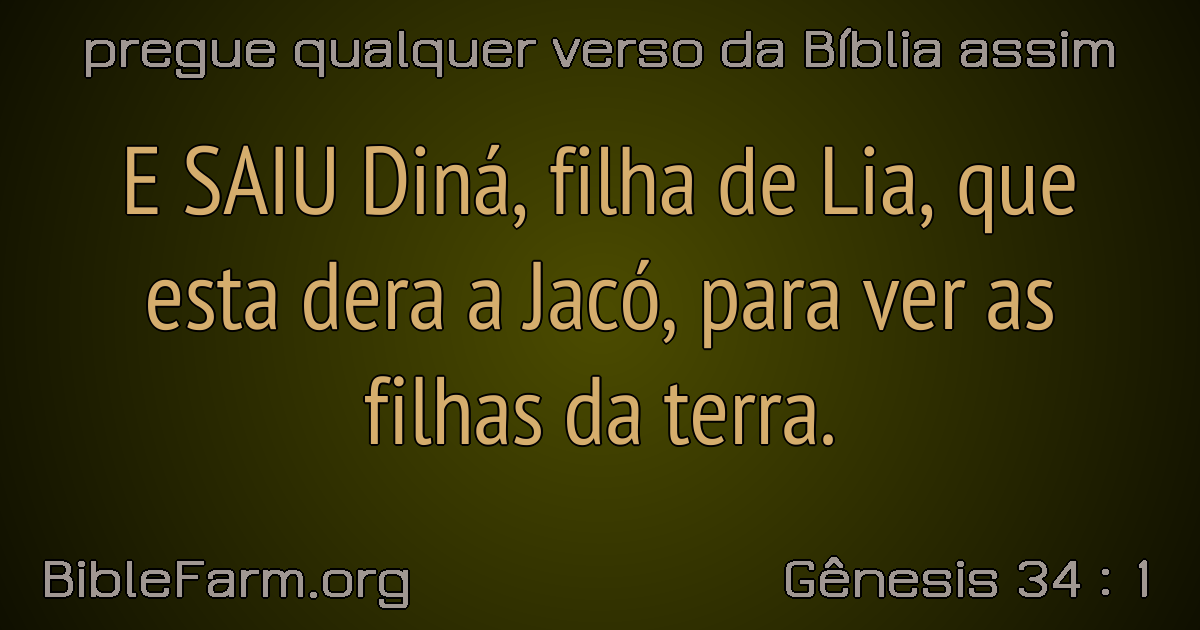 pregue qualquer verso da Bíblia assim
E SAIU Diná, filha de Lia, que
esta dera a Jacó, para ver as
filhas da terra.
BibleFarm.org
Gênesis 34 : 1